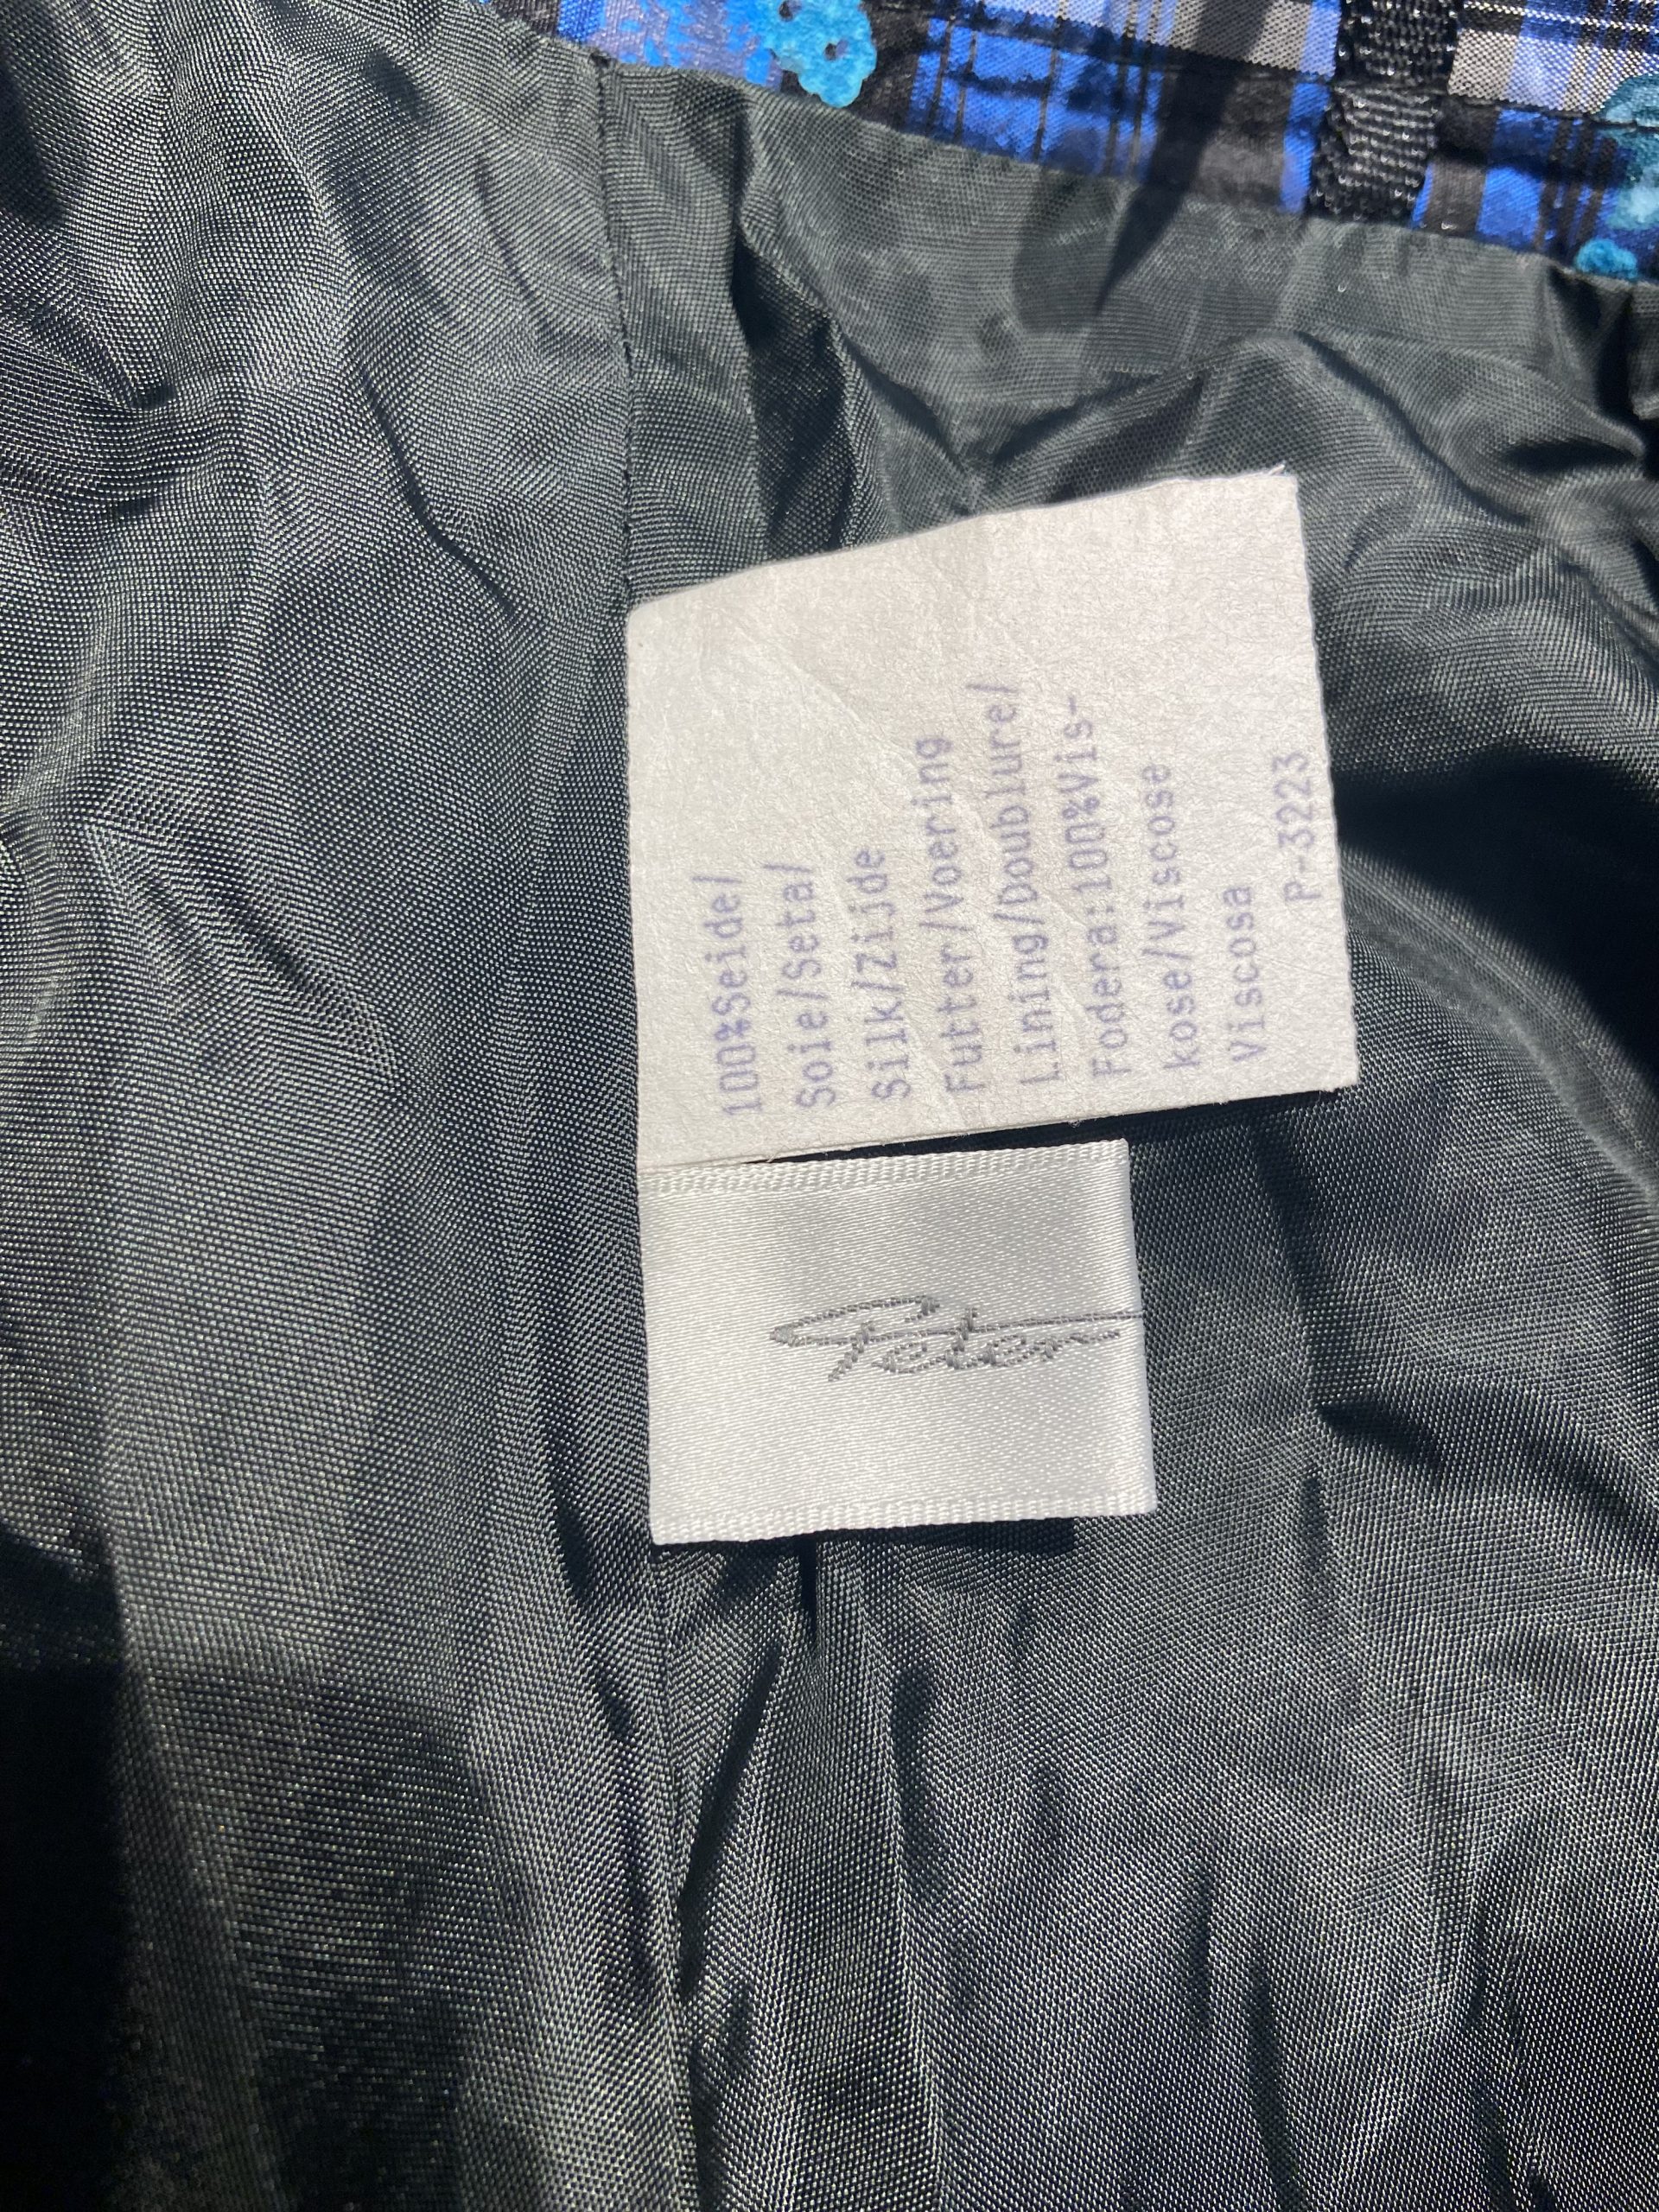 100%Seide/
Soie/Seta/
Silk/Zijde
Futter/Voering
Lining/Doublure/
Fodera:100%Vis-
kose/Viscose
Viscosa
P-3223
Peter